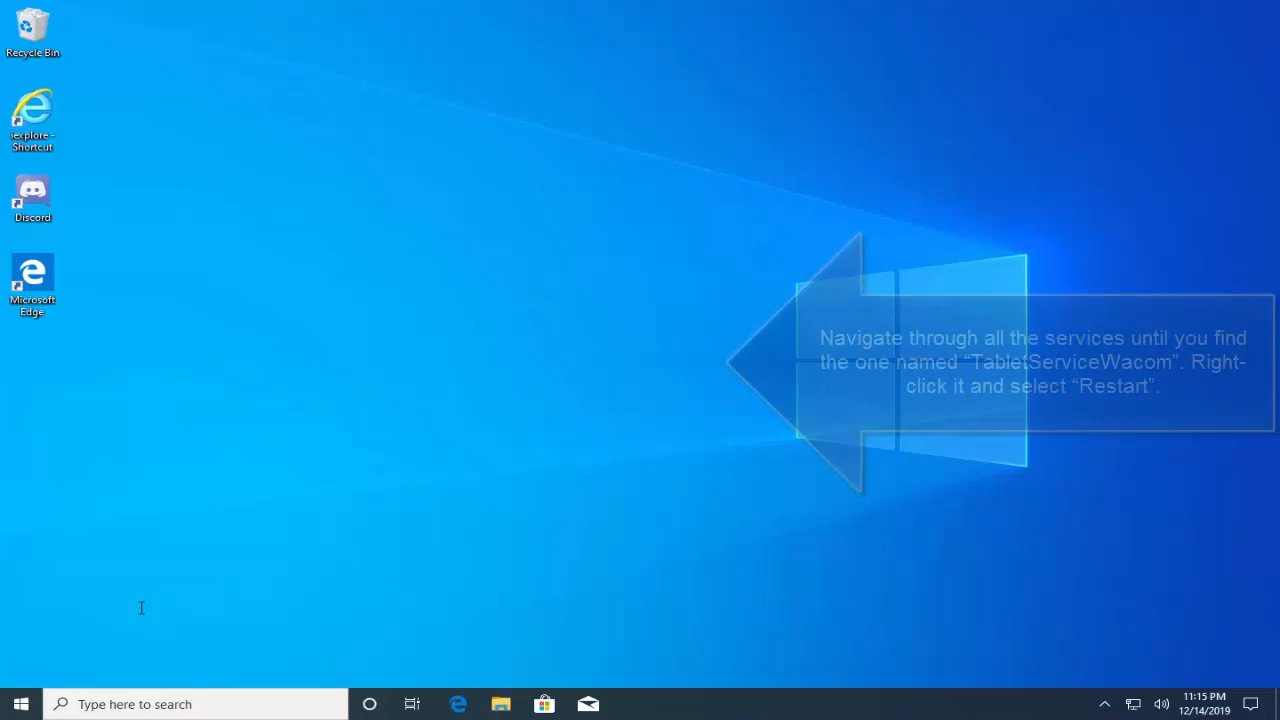 Recycle Bin
iexplore -
Shortcut
Discord
Microsoft
Edge
Navigate through all the services until you find
the one named “TabletServiceWacom”. Right-
click it and select “Restart”.
Type here to search
11:15 PM
12/14/2019